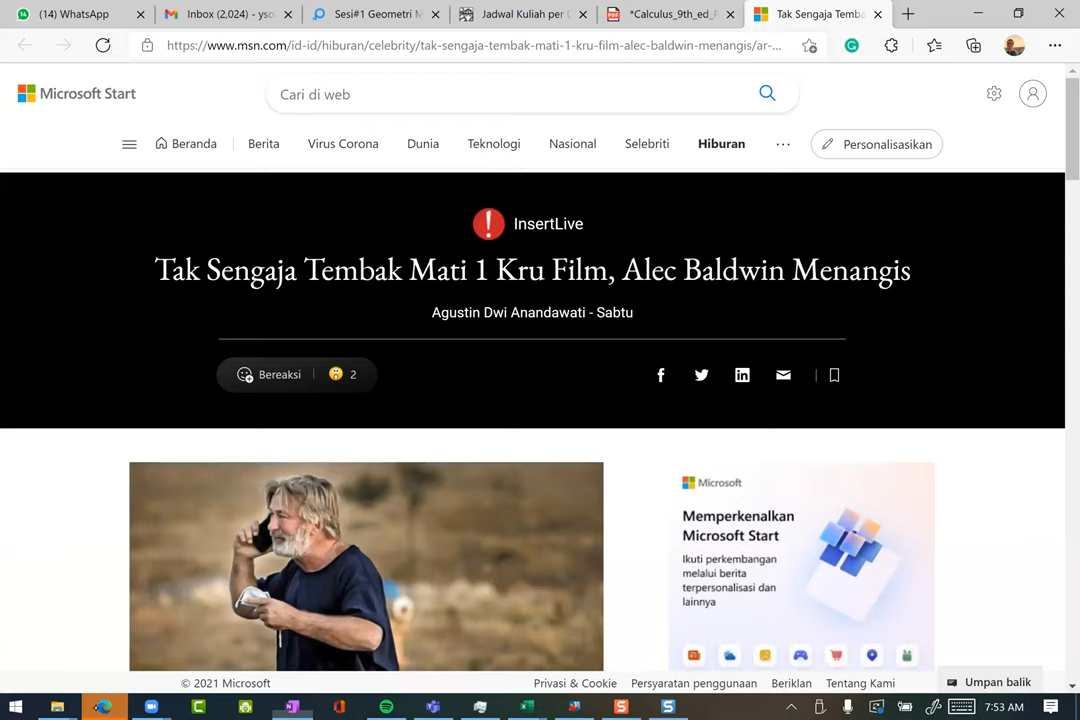 (14) WhatsApp
Inbox (2,024) - yso
Sesi#1 Geometri M
Jadwal Kuliah per D
*Calculus_9th_ed_P
Tak Sengaja Temba
https://www.msn.com/id-id/hiburan/celebrity/tak-sengaja-tembak-mati-1-kru-film-alec-baldwin-menangis/ar-...
Microsoft Start
Cari di web
Beranda
Berita
Virus Corona
Dunia
Teknologi
Nasional
Selebriti
Hiburan
Personalisasikan
InsertLive
Tak Sengaja Tembak Mati 1 Kru Film, Alec Baldwin Menangis
Agustin Dwi Anandawati - Sabtu
Bereaksi
2
Microsoft
Memperkenalkan
Microsoft Start
Ikuti perkembangan
melalui berita
terpersonalisasi dan
lainnya
© 2021 Microsoft
Privasi & Cookie
Persyaratan penggunaan
Beriklan
Tentang Kami
Umpan balik
7:53 AM